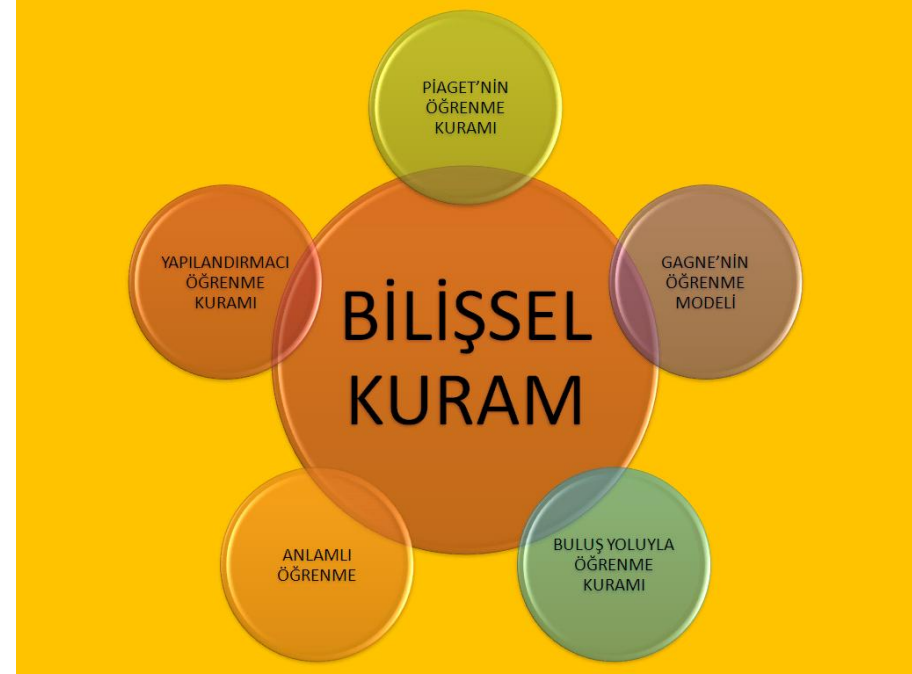 PİAGET’NİN
ÖĞRENME
KURAMI
YAPILANDIRMACI
ÖĞRENME
KURAMI
GAGNE’NİN
ÖĞRENME
MODELİ
BİLİŞSEL
KURAM
ANLAMLI
ÖĞRENME
BULUŞ YOLUYLA
ÖĞRENME
KURAMI